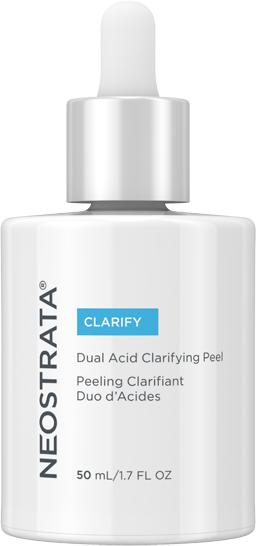 NEOSTRATA®
CLARIFY
Dual Acid Clarifying Peel
Peeling Clarifiant
Duo d'Acides
50 mL/1.7 FL OZ